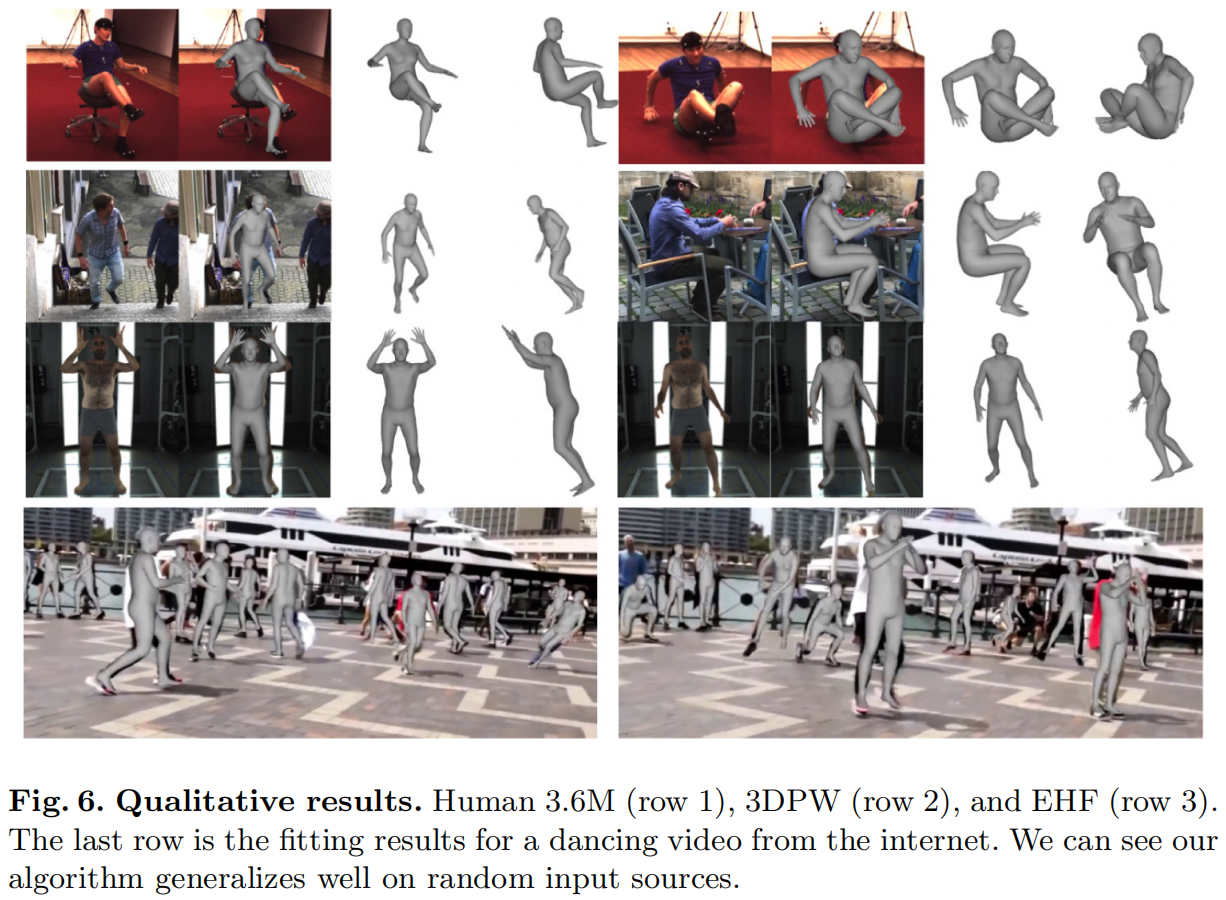 Fig. 6. Qualitative results. Human 3.6M (row 1), 3DPW (row 2), and EHF (row 3).
The last row is the fitting results for a dancing video from the internet. We can see our
algorithm generalizes well on random input sources.